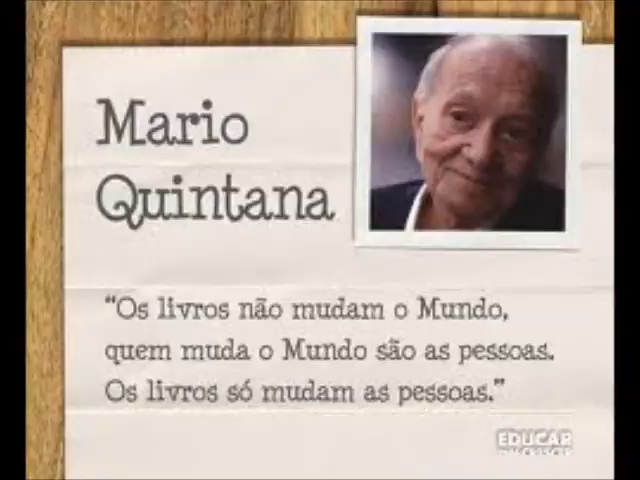 Mario
Quintana
“Os livros não mudam o Mundo,
quem muda o Mundo são as pessoas.
Os livros só mudam as pessoas.”
EDUCAR